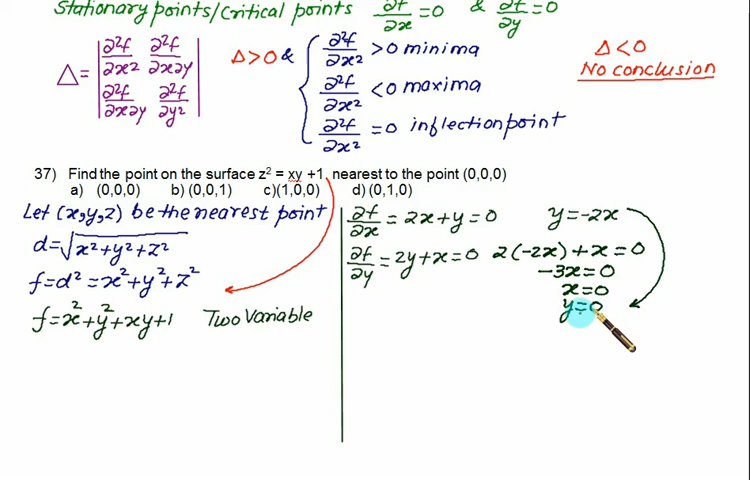 Stationary points/Critical points ∂f/∂x = 0 & ∂f/∂y = 0
Δ = | ∂²f/∂x² ∂²f/∂x∂y |
| ∂²f/∂x∂y ∂²f/∂y² |
Δ > 0 & { ∂²f/∂x² > 0 minima
∂²f/∂x² < 0 maxima
∂²f/∂x² = 0 inflection point
Δ < 0
No conclusion
37) Find the point on the surface z² = xy +1, nearest to the point (0,0,0)
a) (0,0,0) b) (0,0,1) c)(1,0,0) d) (0,1,0)
Let (x,y,z) be the nearest point
d = √x²+y²+z²
f = d² = x²+y²+z²
f = x²+y²+xy+1 Two Variable
∂f/∂x = 2x+y = 0 y = -2x
∂f/∂y = 2y+x = 0 2(-2x)+x = 0
-3x = 0
x = 0
y = 0